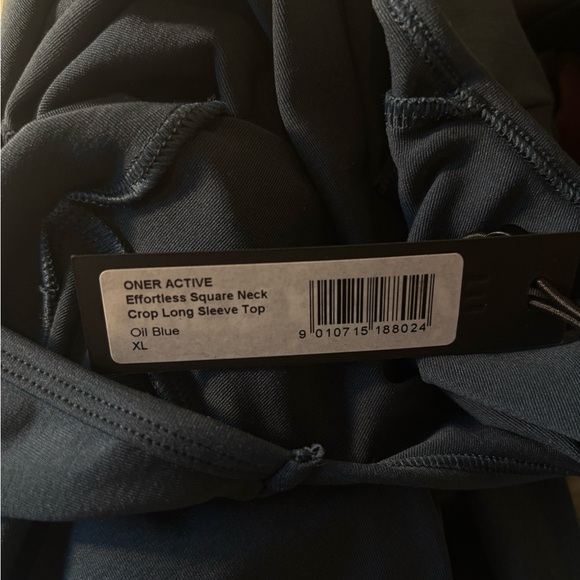 ONER ACTIVE
Effortless Square Neck
Crop Long Sleeve Top
Oil Blue
XL
9 010715 188024